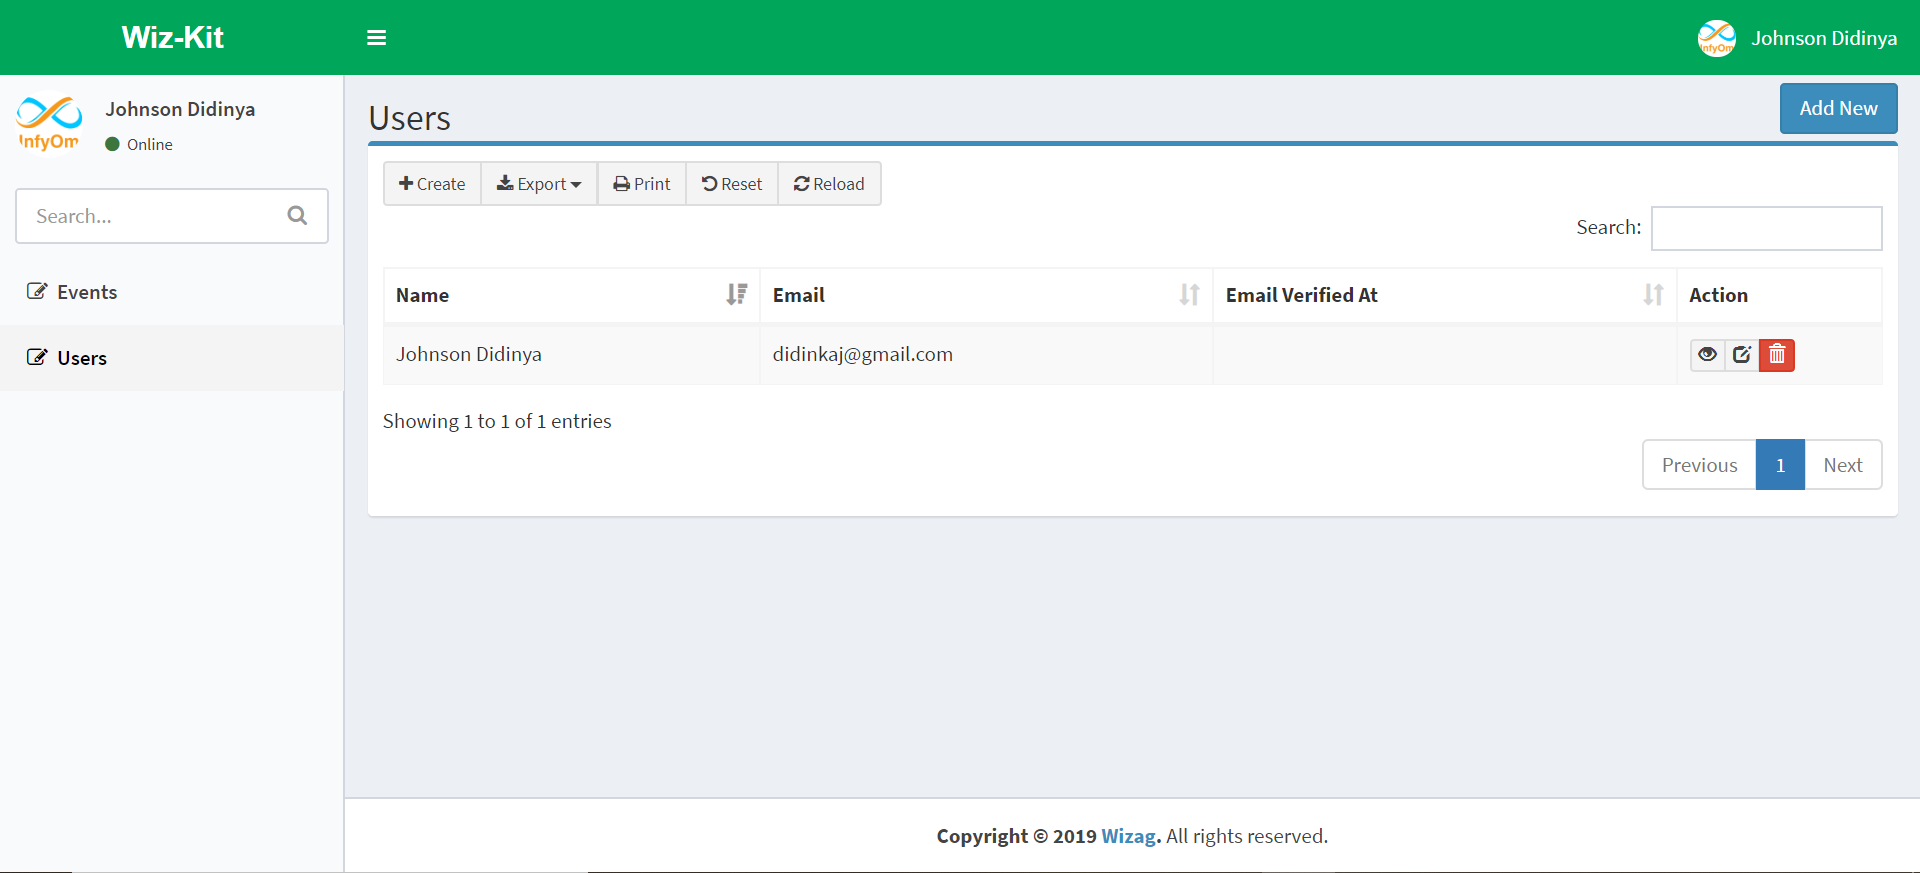 Wiz-Kit
InfyOm Johnson Didinya
InfyOm
Johnson Didinya
Online
Search...
Events
Users
Users
Add New
Create Export Print Reset Reload
Search:
Name Email Email Verified At Action
Johnson Didinya didinkaj@gmail.com
Showing 1 to 1 of 1 entries
Previous 1 Next
Copyright © 2019 Wizag. All rights reserved.